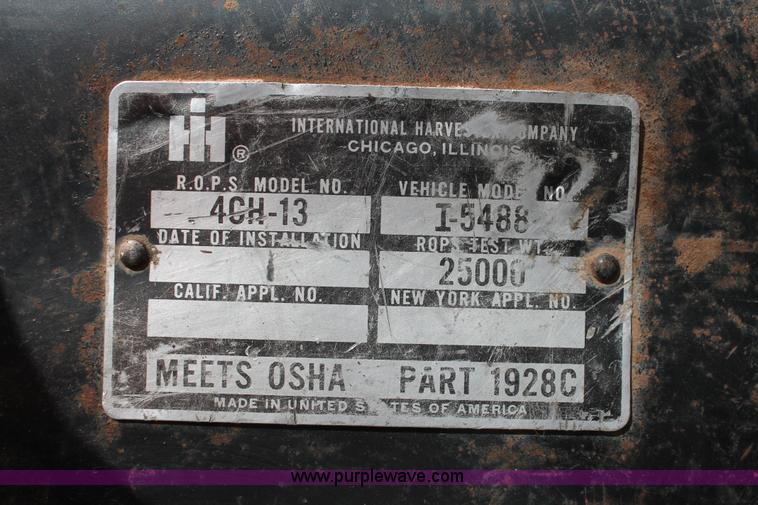 IH ®
INTERNATIONAL HARVESTER COMPANY
CHICAGO, ILLINOIS
R.O.P.S. MODEL NO. VEHICLE MODEL NO.
4CH-13 I-5488
DATE OF INSTALLATION ROPS TEST WT.
25000
CALIF. APPL. NO. NEW YORK APPL. NO.
MEETS OSHA PART 1928C
MADE IN UNITED STATES OF AMERICA
www.purplewave.com